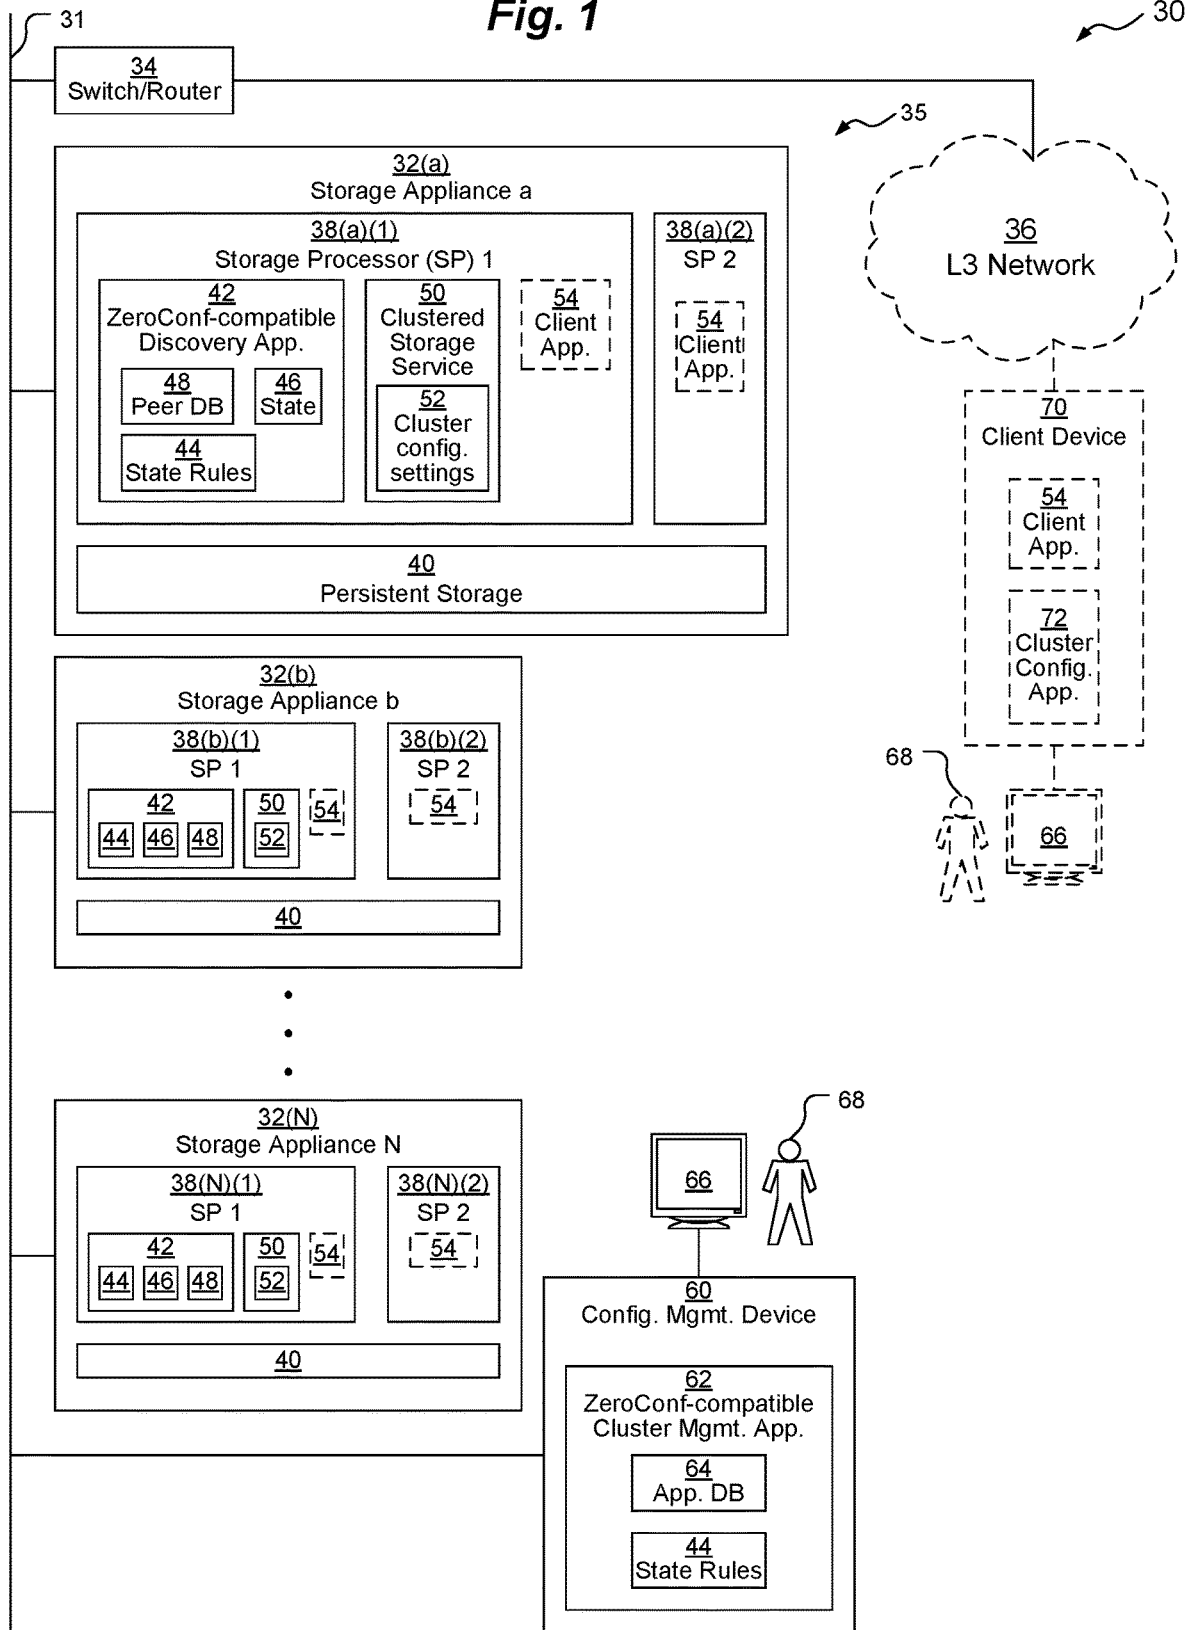 Fig. 1
30
31
34
Switch/Router
35
32(a)
Storage Appliance a
38(a)(1)
Storage Processor (SP) 1
42
ZeroConf-compatible
Discovery App.
48
Peer DB
46
State
44
State Rules
50
Clustered
Storage
Service
52
Cluster
config.
settings
54
Client
App.
38(a)(2)
SP 2
54
Client
App.
40
Persistent Storage
36
L3 Network
70
Client Device
54
Client
App.
72
Cluster
Config.
App.
68
66
32(b)
Storage Appliance b
38(b)(1)
SP 1
42
44 46 48
50
52
54
38(b)(2)
SP 2
54
40
32(N)
Storage Appliance N
38(N)(1)
SP 1
42
44 46 48
50
52
54
38(N)(2)
SP 2
54
40
68
66
60
Config. Mgmt. Device
62
ZeroConf-compatible
Cluster Mgmt. App.
64
App. DB
44
State Rules